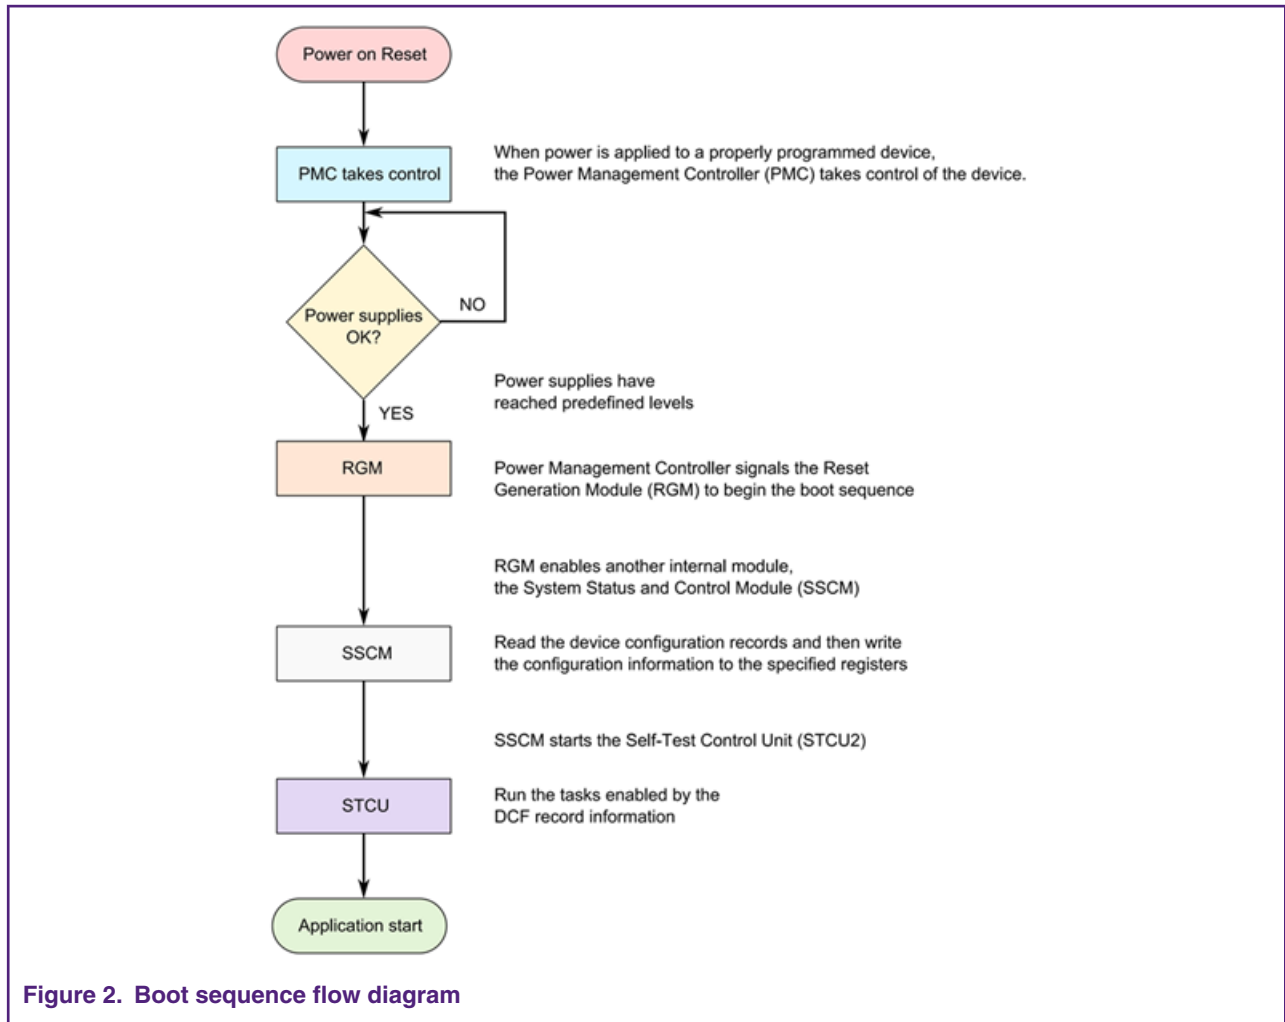 Power on Reset
PMC takes control
When power is applied to a properly programmed device,
the Power Management Controller (PMC) takes control of the device.
Power supplies
OK?
NO
Power supplies have
reached predefined levels
YES
RGM
Power Management Controller signals the Reset
Generation Module (RGM) to begin the boot sequence
RGM enables another internal module,
the System Status and Control Module (SSCM)
SSCM
Read the device configuration records and then write
the configuration information to the specified registers
SSCM starts the Self-Test Control Unit (STCU2)
STCU
Run the tasks enabled by the
DCF record information
Application start
Figure 2. Boot sequence flow diagram